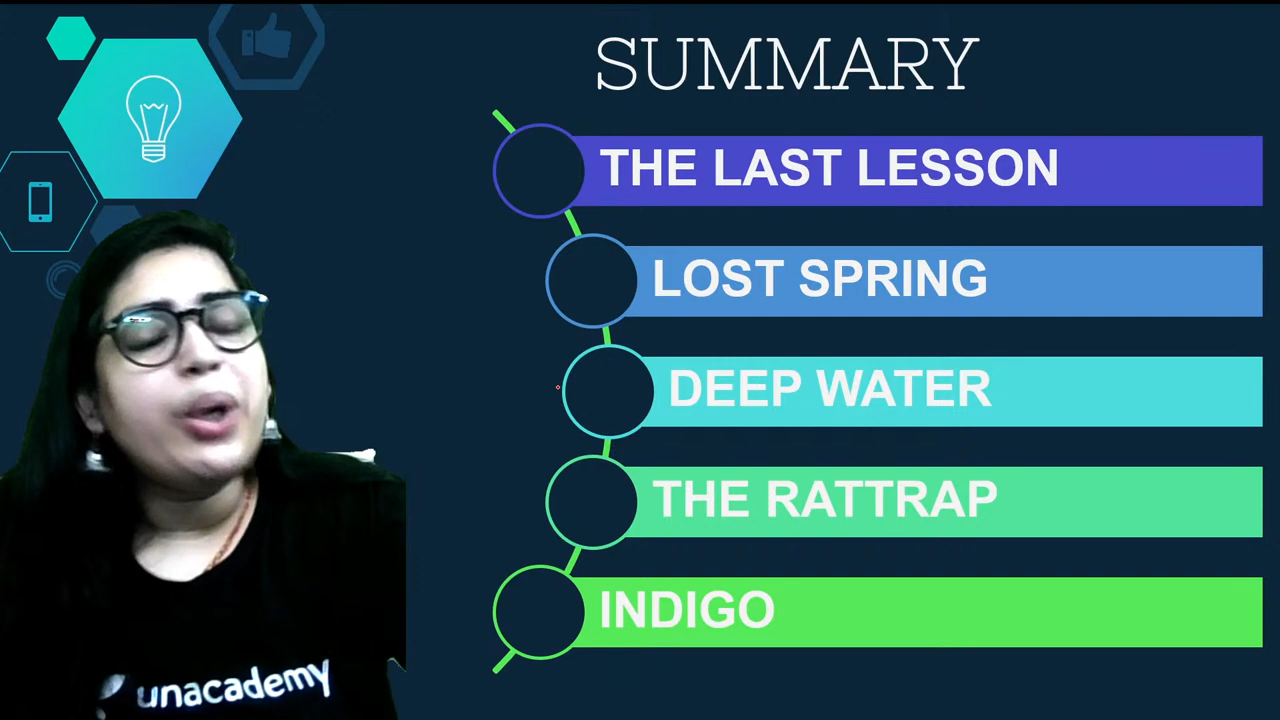 SUMMARY
THE LAST LESSON
LOST SPRING
DEEP WATER
THE RATTRAP
INDIGO
unacademy